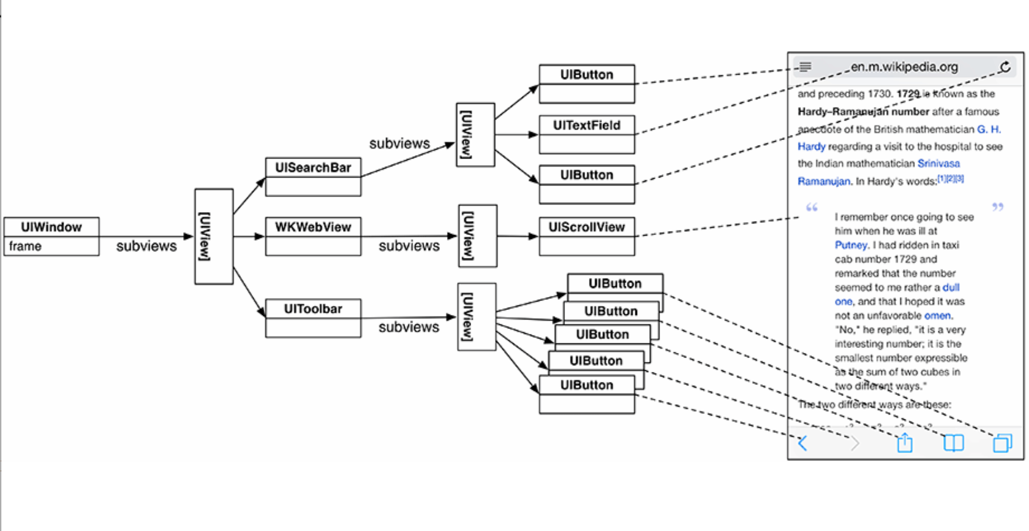 UIWindow
frame
subviews
[UIView]
UISearchBar
WKWebView
UIToolbar
subviews
subviews
subviews
[UIView]
[UIView]
[UIView]
UIButton
UITextField
UIButton
UIScrollView
UIButton
UIButton
UIButton
UIButton
UIButton
en.m.wikipedia.org
and preceding 1730. 1729 is known as the
Hardy–Ramanujan number after a famous
anecdote of the British mathematician G. H.
Hardy regarding a visit to the hospital to see
the Indian mathematician Srinivasa
Ramanujan. In Hardy's words:[1][2][3]
“ I remember once going to see ”
him when he was ill at
Putney. I had ridden in taxi
cab number 1729 and
remarked that the number
seemed to me rather a dull
one, and that I hoped it was
not an unfavorable omen.
"No," he replied, "it is a very
interesting number; it is the
smallest number expressible
as the sum of two cubes in
two different ways."
The two different ways are these: